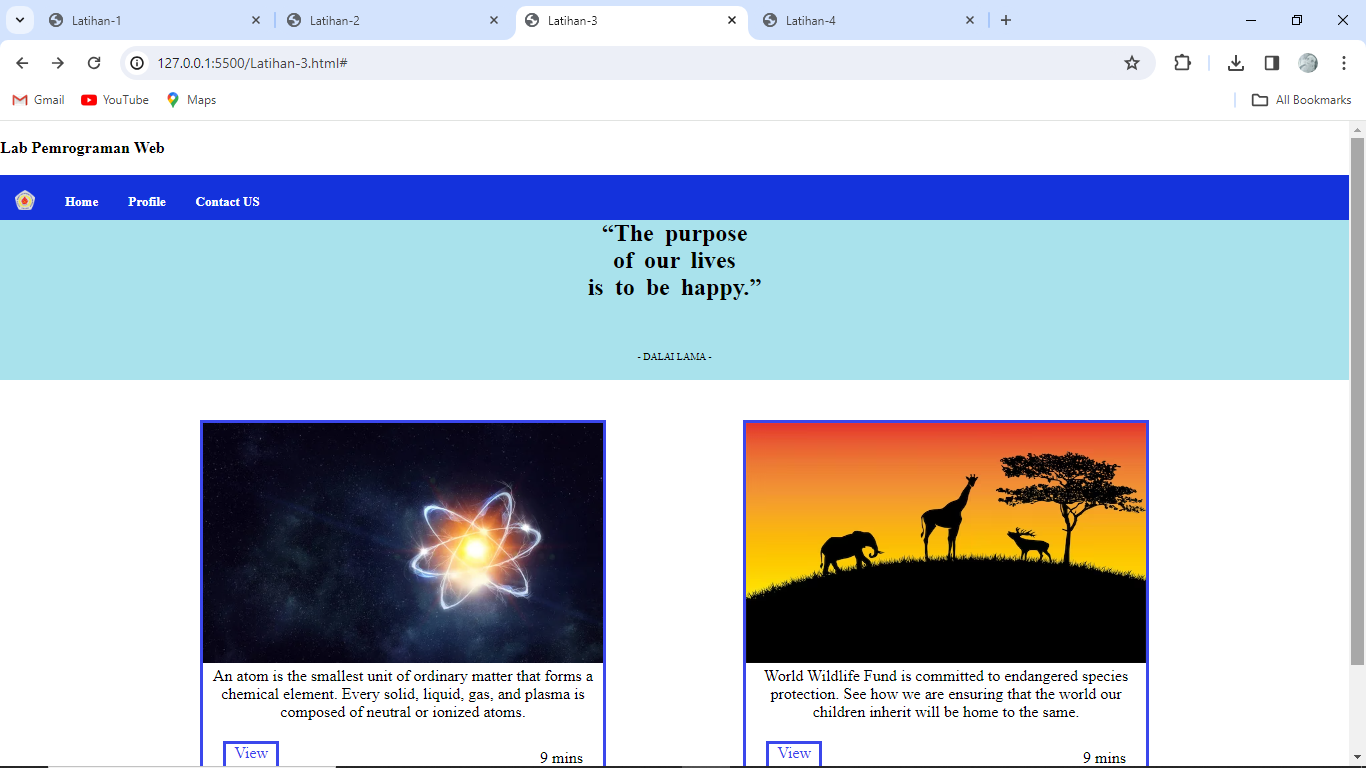 Latihan-1 Latihan-2 Latihan-3 Latihan-4
127.0.0.1:5500/Latihan-3.html#
Gmail YouTube Maps All Bookmarks
Lab Pemrograman Web
Home Profile Contact US
“The purpose
of our lives
is to be happy.”
- DALAI LAMA -
An atom is the smallest unit of ordinary matter that forms a
chemical element. Every solid, liquid, gas, and plasma is
composed of neutral or ionized atoms.
View 9 mins
World Wildlife Fund is committed to endangered species
protection. See how we are ensuring that the world our
children inherit will be home to the same.
View 9 mins